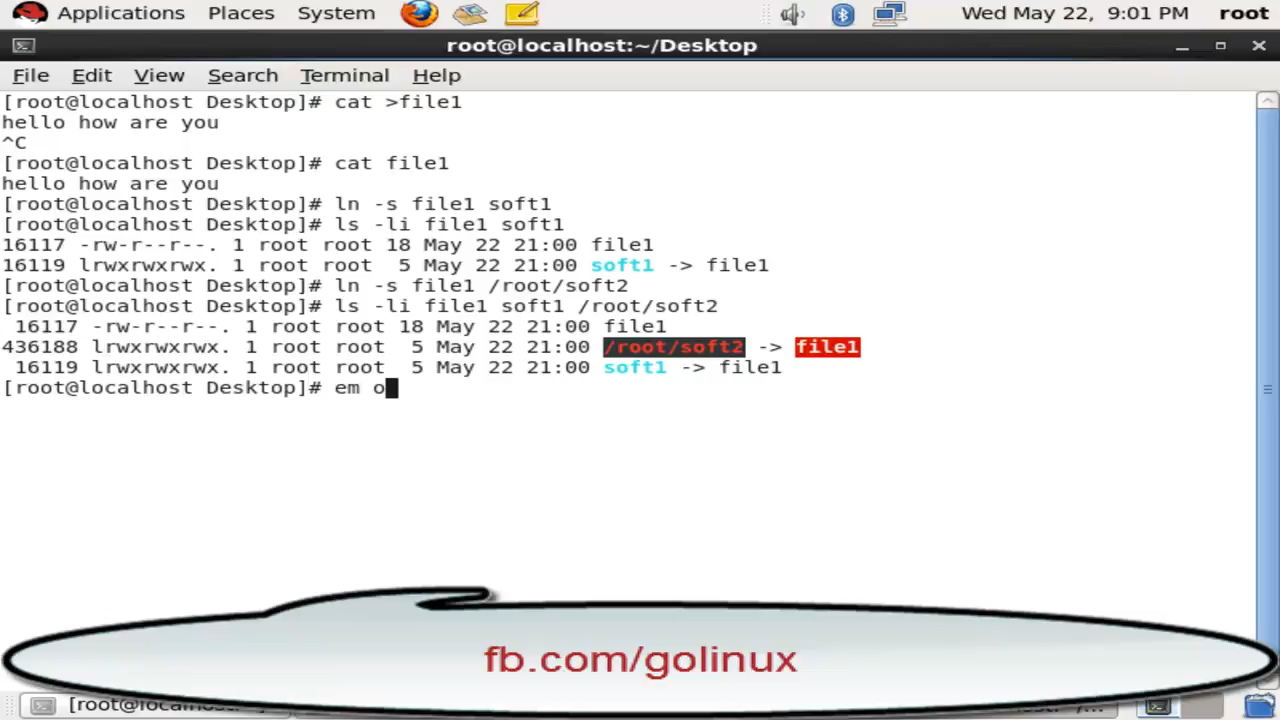 Applications Places System Wed May 22, 9:01 PM root
root@localhost:~/Desktop
File Edit View Search Terminal Help
[root@localhost Desktop]# cat >file1
hello how are you
^C
[root@localhost Desktop]# cat file1
hello how are you
[root@localhost Desktop]# ln -s file1 soft1
[root@localhost Desktop]# ls -li file1 soft1
16117 -rw-r--r--. 1 root root 18 May 22 21:00 file1
16119 lrwxrwxrwx. 1 root root  5 May 22 21:00 soft1 -> file1
[root@localhost Desktop]# ln -s file1 /root/soft2
[root@localhost Desktop]# ls -li file1 soft1 /root/soft2
 16117 -rw-r--r--. 1 root root 18 May 22 21:00 file1
436188 lrwxrwxrwx. 1 root root  5 May 22 21:00 /root/soft2 -> file1
 16119 lrwxrwxrwx. 1 root root  5 May 22 21:00 soft1 -> file1
[root@localhost Desktop]# em o
fb.com/golinux